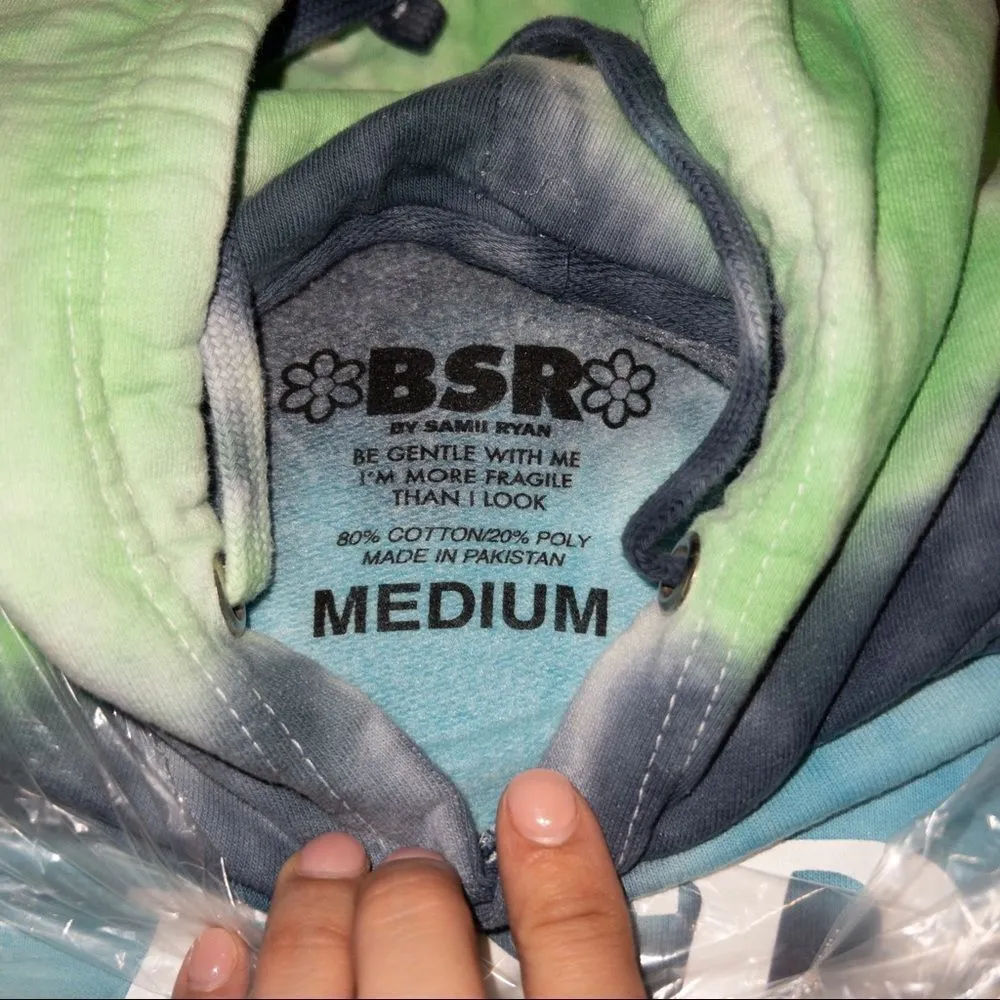 BSR
BY SAMII RYAN
BE GENTLE WITH ME
I'M MORE FRAGILE
THAN I LOOK
80% COTTON/20% POLY
MADE IN PAKISTAN
MEDIUM